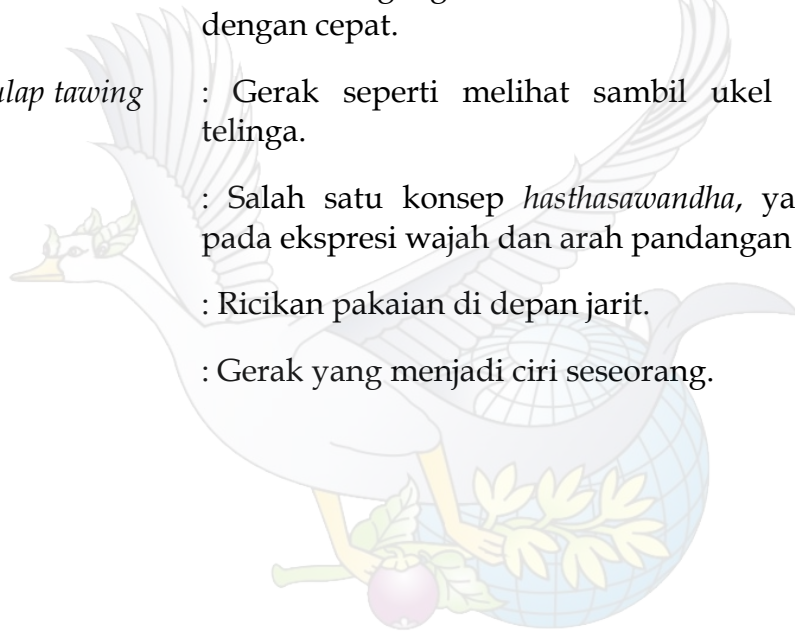 dengan cepat.
ulap tawing : Gerak seperti melihat sambil ukel
telinga.
: Salah satu konsep hasthasawandha, ya
pada ekspresi wajah dan arah pandangan
: Ricikan pakaian di depan jarit.
: Gerak yang menjadi ciri seseorang.